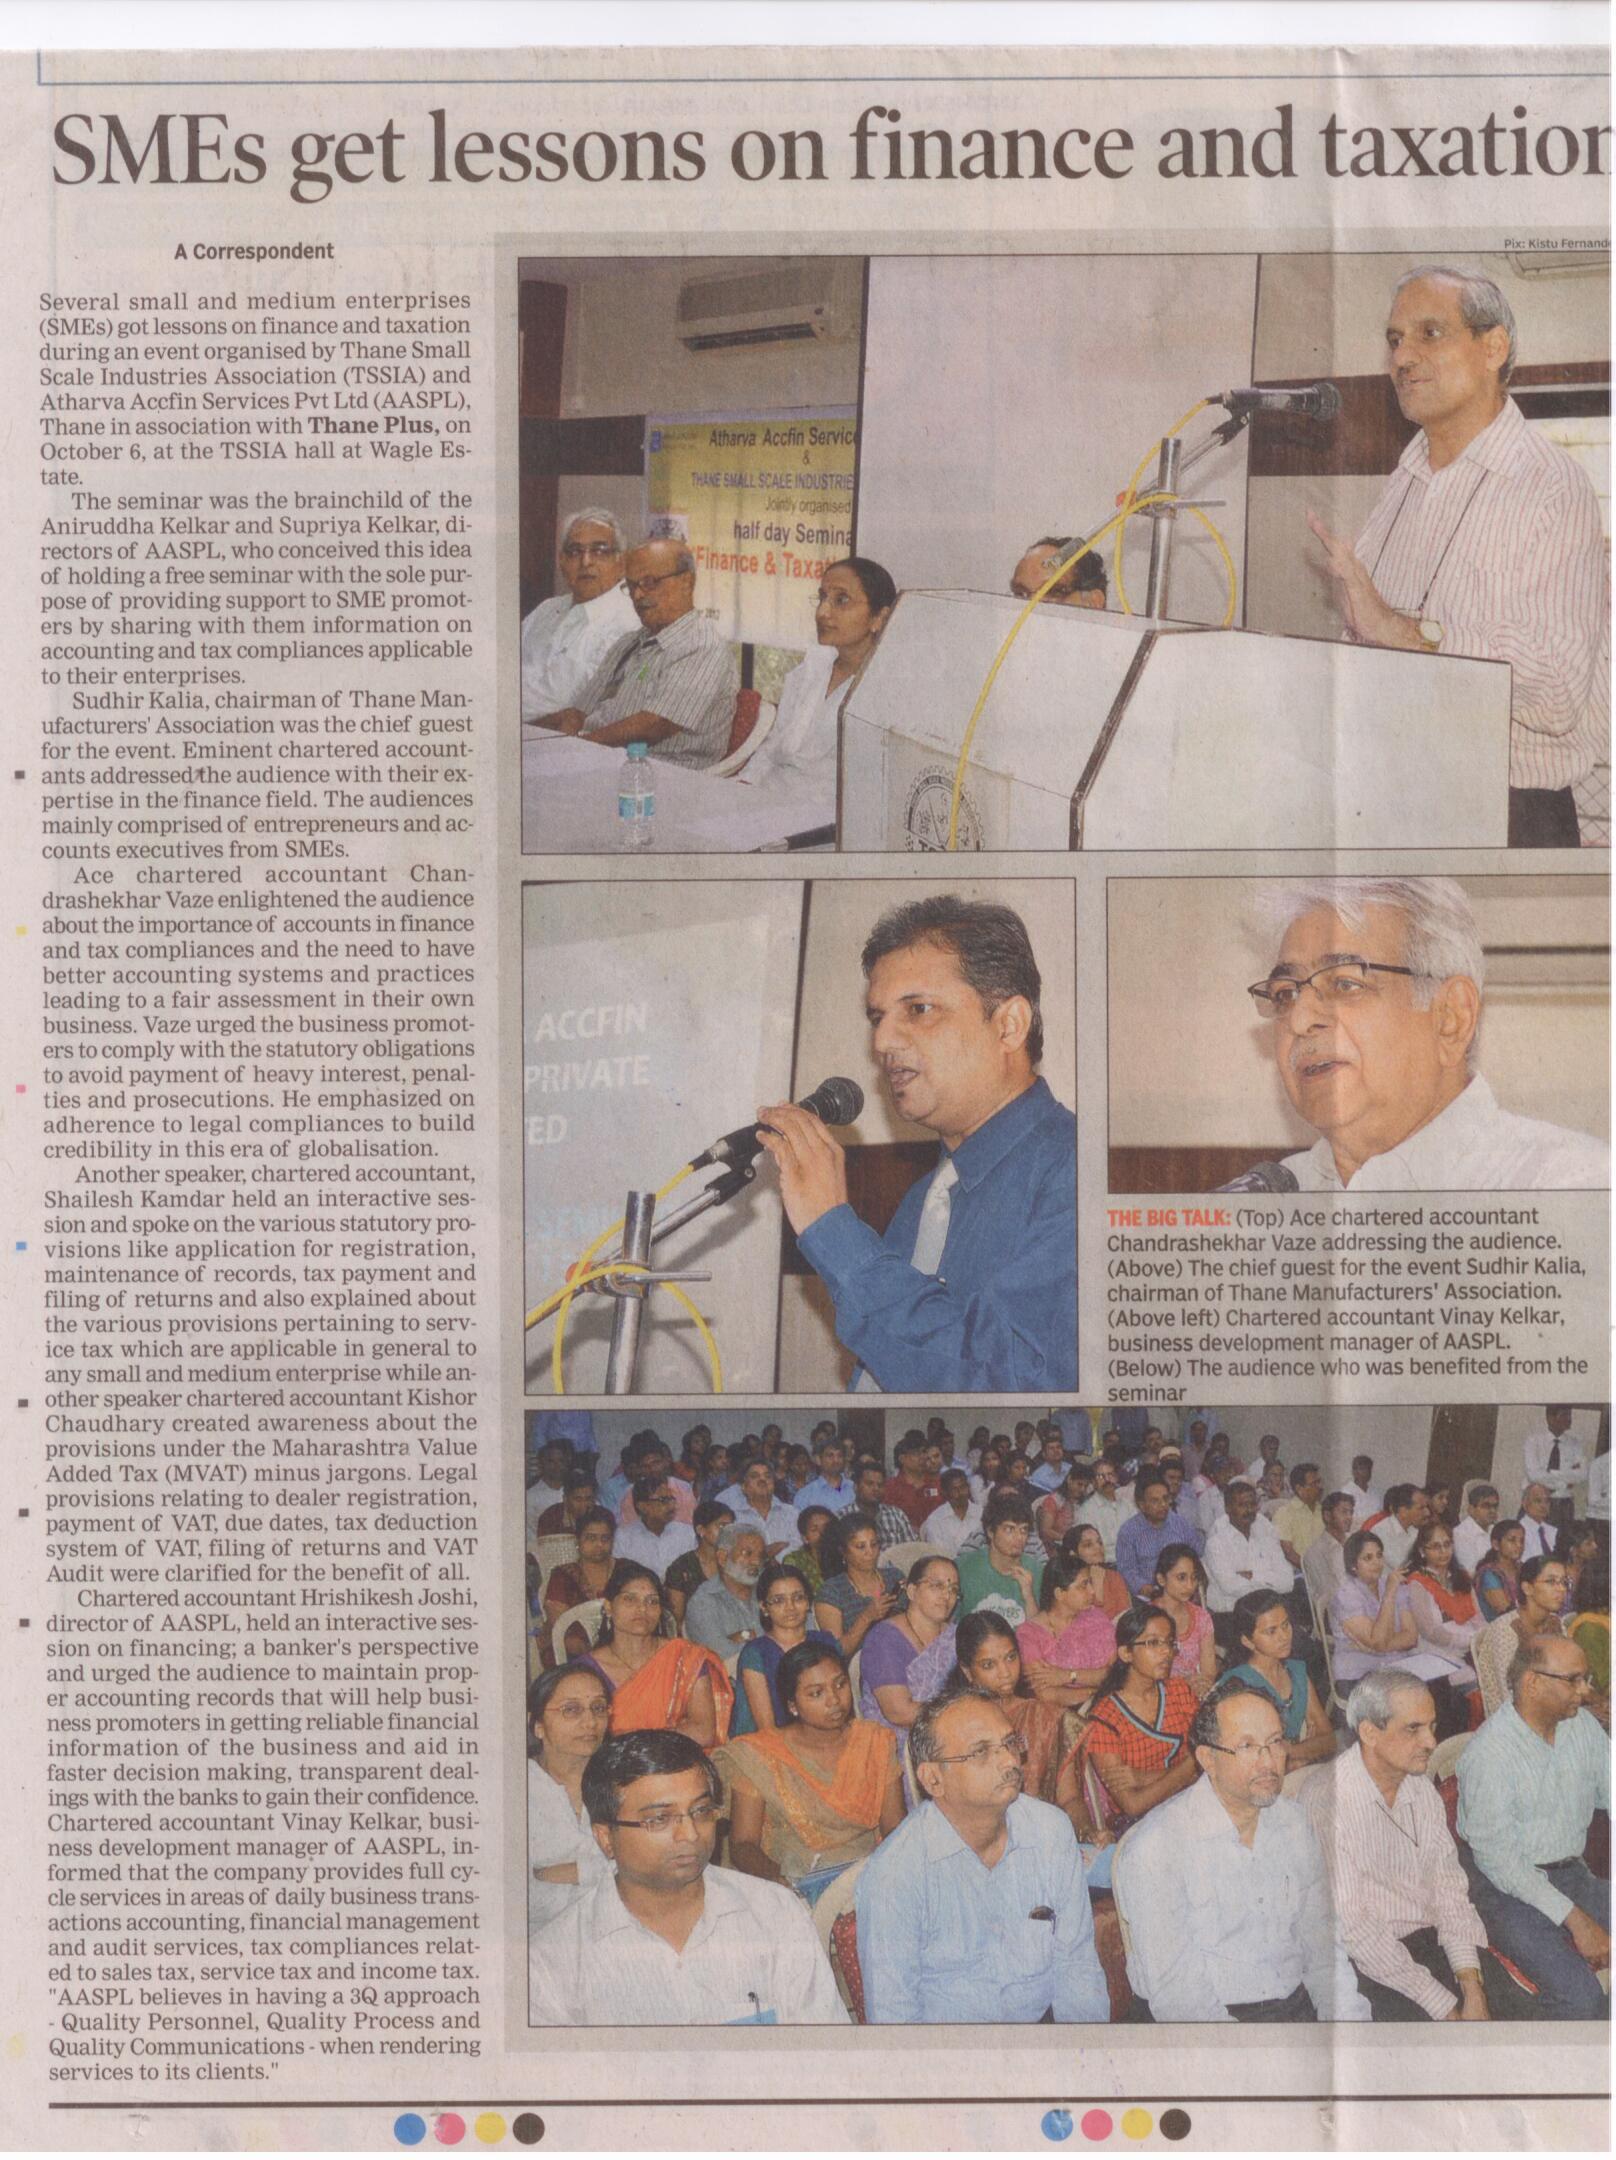 SMEs get lessons on finance and taxation
A Correspondent
Several small and medium enterprises
(SMEs) got lessons on finance and taxation
during an event organised by Thane Small
Scale Industries Association (TSSIA) and
Atharva Accfin Services Pvt Ltd (AASPL),
Thane in association with Thane Plus, on
October 6, at the TSSIA hall at Wagle Es-
tate.
The seminar was the brainchild of the
Aniruddha Kelkar and Supriya Kelkar, di-
rectors of AASPL, who conceived this idea
of holding a free seminar with the sole pur-
pose of providing support to SME promot-
ers by sharing with them information on
accounting and tax compliances applicable
to their enterprises.
Sudhir Kalia, chairman of Thane Man-
ufacturers' Association was the chief guest
for the event. Eminent chartered account-
ants addressed the audience with their ex-
pertise in the finance field. The audiences
mainly comprised of entrepreneurs and ac-
counts executives from SMEs.
Ace chartered accountant Chan-
drashekhar Vaze enlightened the audience
about the importance of accounts in finance
and tax compliances and the need to have
better accounting systems and practices
leading to a fair assessment in their own
business. Vaze urged the business promot-
ers to comply with the statutory obligations
to avoid payment of heavy interest, penal-
ties and prosecutions. He emphasized on
adherence to legal compliances to build
credibility in this era of globalisation.
Another speaker, chartered accountant,
Shailesh Kamdar held an interactive ses-
sion and spoke on the various statutory pro-
visions like application for registration,
maintenance of records, tax payment and
filing of returns and also explained about
the various provisions pertaining to serv-
ice tax which are applicable in general to
any small and medium enterprise while an-
other speaker chartered accountant Kishor
Chaudhary created awareness about the
provisions under the Maharashtra Value
Added Tax (MVAT) minus jargons. Legal
provisions relating to dealer registration,
payment of VAT, due dates, tax deduction
system of VAT, filing of returns and VAT
Audit were clarified for the benefit of all.
Chartered accountant Hrishikesh Joshi,
director of AASPL, held an interactive ses-
sion on financing; a banker's perspective
and urged the audience to maintain prop-
er accounting records that will help busi-
ness promoters in getting reliable financial
information of the business and aid in
faster decision making, transparent deal-
ings with the banks to gain their confidence.
Chartered accountant Vinay Kelkar, busi-
ness development manager of AASPL, in-
formed that the company provides full cy-
cle services in areas of daily business trans-
actions accounting, financial management
and audit services, tax compliances relat-
ed to sales tax, service tax and income tax.
"AASPL believes in having a 3Q approach
- Quality Personnel, Quality Process and
Quality Communications - when rendering
services to its clients."
Pix: Kistu Fernand
Atharva Accfin Servic
&
THANE SMALL SCALE INDUSTRIE
Jointly organised
half day Semina
"Finance & Taxa
ACCFIN
PRIVATE
ED
THE BIG TALK: (Top) Ace chartered accountant
Chandrashekhar Vaze addressing the audience.
(Above) The chief guest for the event Sudhir Kalia,
chairman of Thane Manufacturers' Association.
(Above left) Chartered accountant Vinay Kelkar,
business development manager of AASPL.
(Below) The audience who was benefited from the
seminar